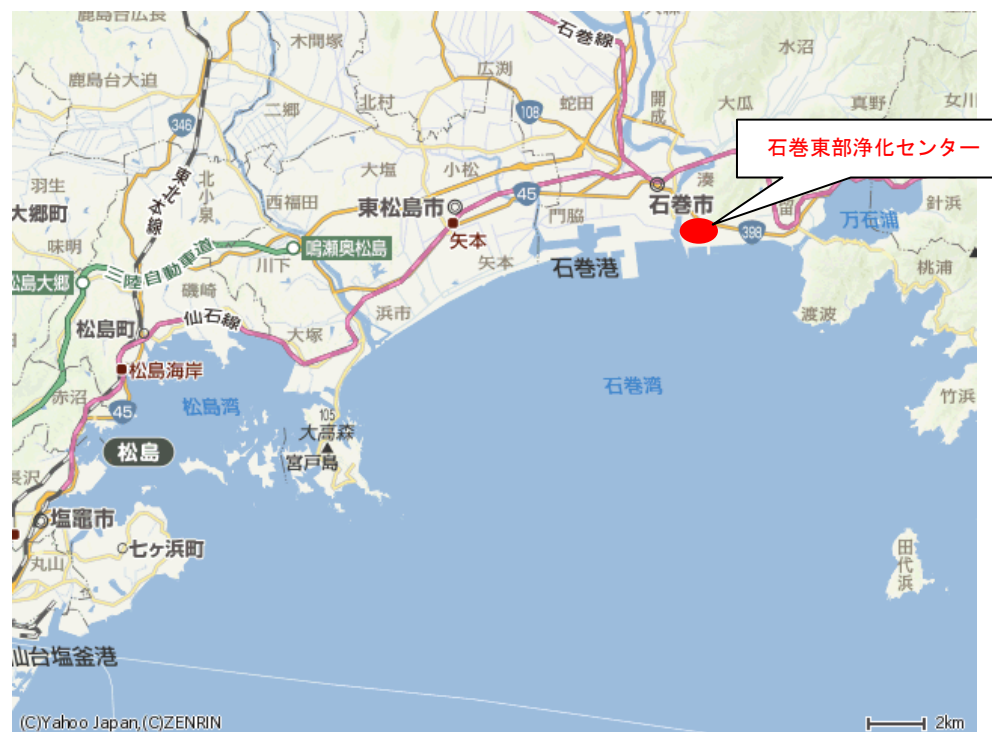 鹿島台広長
木間塚
石巻線
水沼
鹿島台大迫
広渕
二郷
北村
108
蛇田
開成
大瓜
真野
女川
346
石巻東部浄化センター
羽生
東北本線
北小泉
大塩
小松
湊
大郷町
西福田
東松島市
45
石巻市
針浜
味明
鳴瀬奥松島
矢本
門脇
398
留
万石浦
三陸自動車道
川下
矢本
石巻港
桃浦
松島大郷
磯崎
浜市
渡波
松島町
仙石線
大塚
松島海岸
石巻湾
赤沼
45
松島湾
105
竹浜
大高森
松島
宮戸島
長沢
塩竈市
七ヶ浜町
丸山
田代浜
仙台塩釜港
(C)Yahoo Japan,(C)ZENRIN
2km